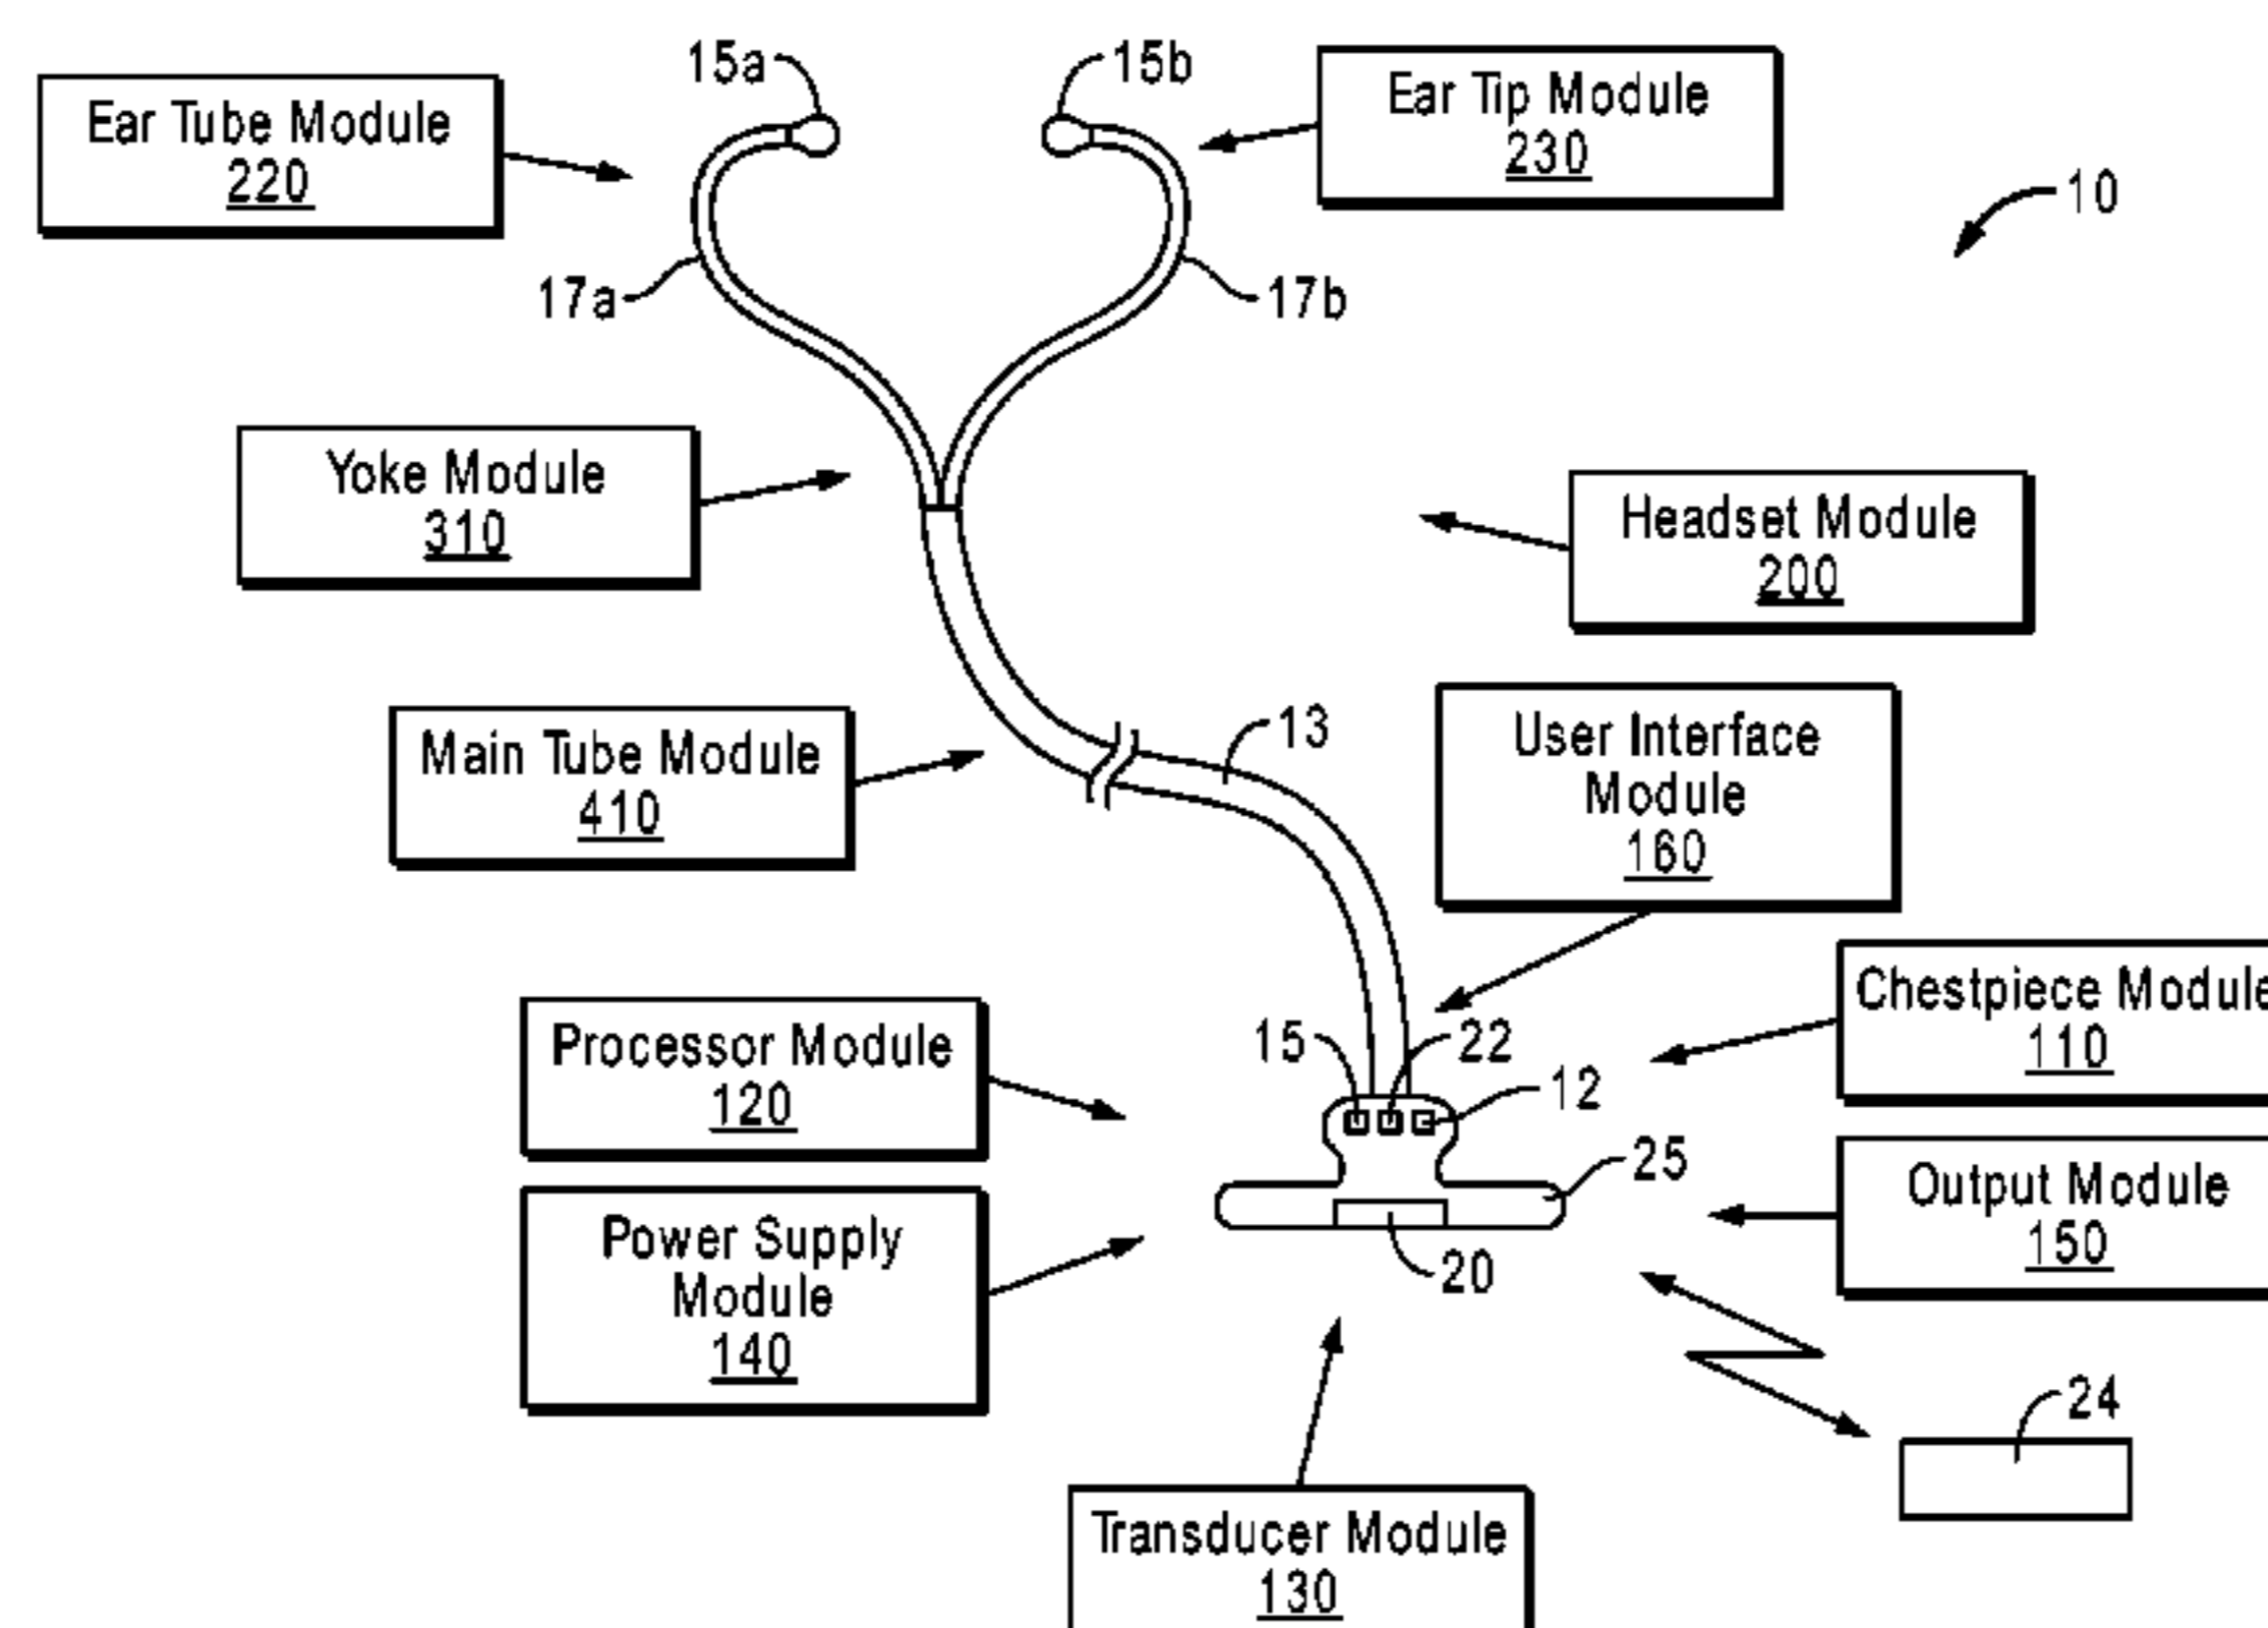 15a
15b
Ear Tube Module
220
Ear Tip Module
230
10
17a
17b
Yoke Module
310
Headset Module
200
Main Tube Module
410
13
User Interface
Module
160
Chestpiece Module
110
Processor Module
120
15
22
12
25
Output Module
150
Power Supply
Module
140
20
24
Transducer Module
130